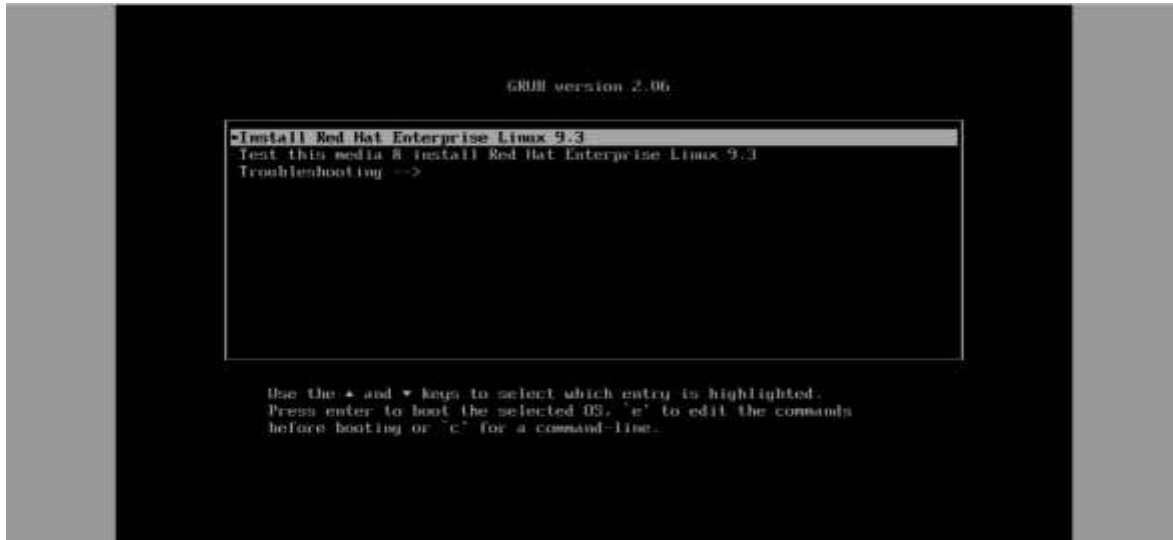 GRUB version 2.06
*Install Red Hat Enterprise Linux 9.3
Test this media & install Red Hat Enterprise Linux 9.3
Troubleshooting -->
Use the ▲ and ▼ keys to select which entry is highlighted.
Press enter to boot the selected OS, `e' to edit the commands
before booting or `c' for a command-line.